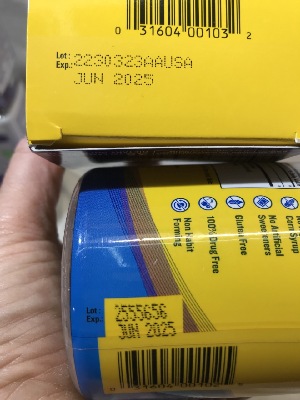 0 31604 00103 2
Lot: 2230323AAUSA
Exp.: JUN 2025
Corn Syrup
No Artificial
Sweeteners
Gluten Free
100% Drug Free
Non Habit
Forming
Lot: 2555656
Exp.: JUN 2025